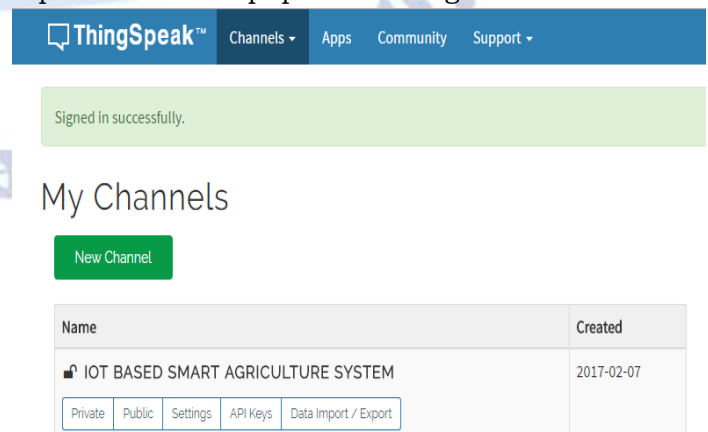 ThingSpeak™ Channels Apps Community Support
Signed in successfully.
My Channels
New Channel
Name Created
IOT BASED SMART AGRICULTURE SYSTEM 2017-02-07
Private Public Settings API Keys Data Import / Export